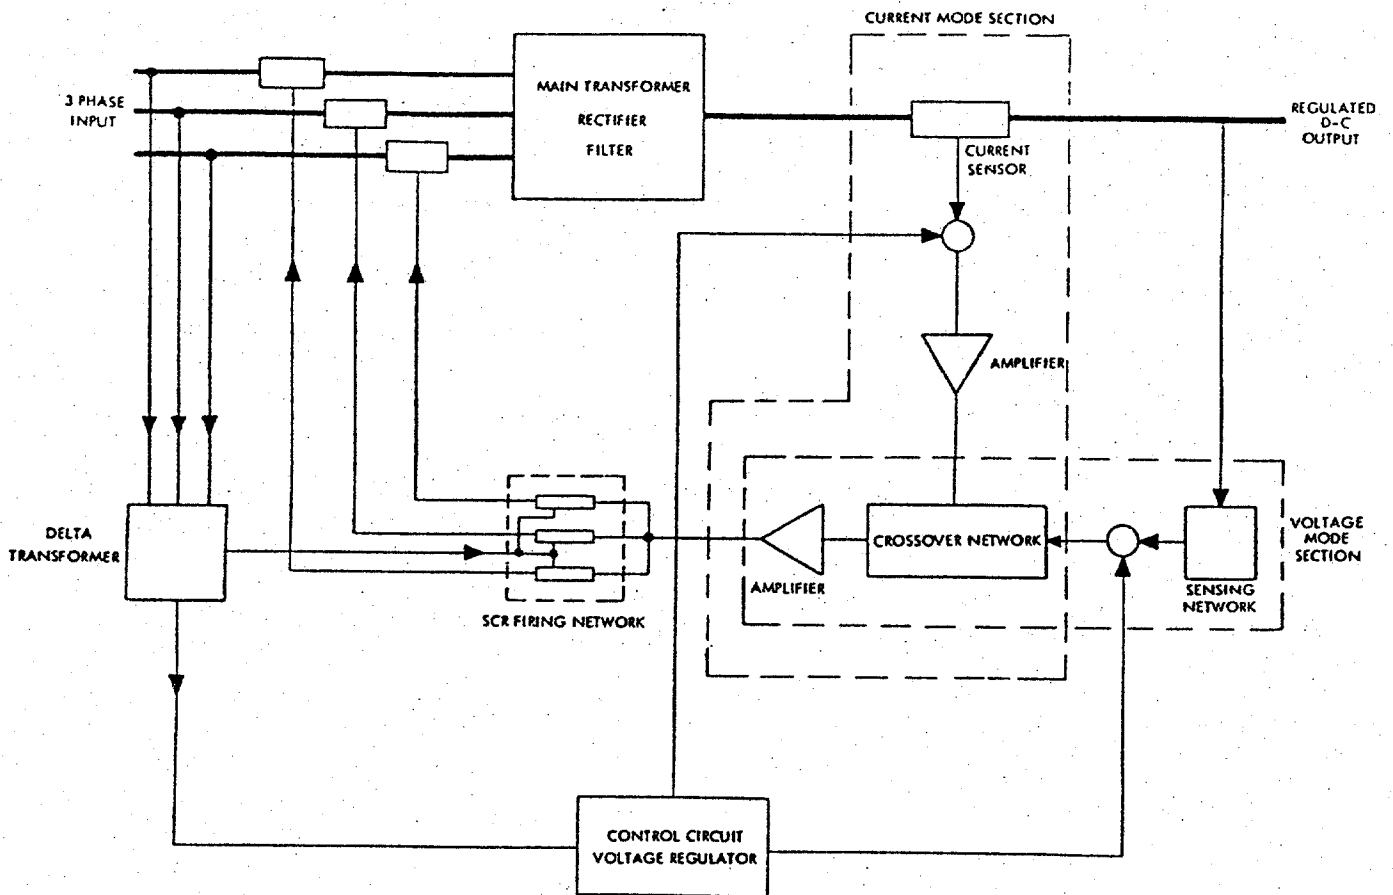 CURRENT MODE SECTION
3 PHASE
INPUT
MAIN TRANSFORMER
RECTIFIER
FILTER
REGULATED
D-C
OUTPUT
CURRENT
SENSOR
AMPLIFIER
DELTA
TRANSFORMER
SCR FIRING NETWORK
AMPLIFIER
CROSSOVER NETWORK
SENSING
NETWORK
VOLTAGE
MODE
SECTION
CONTROL CIRCUIT
VOLTAGE REGULATOR